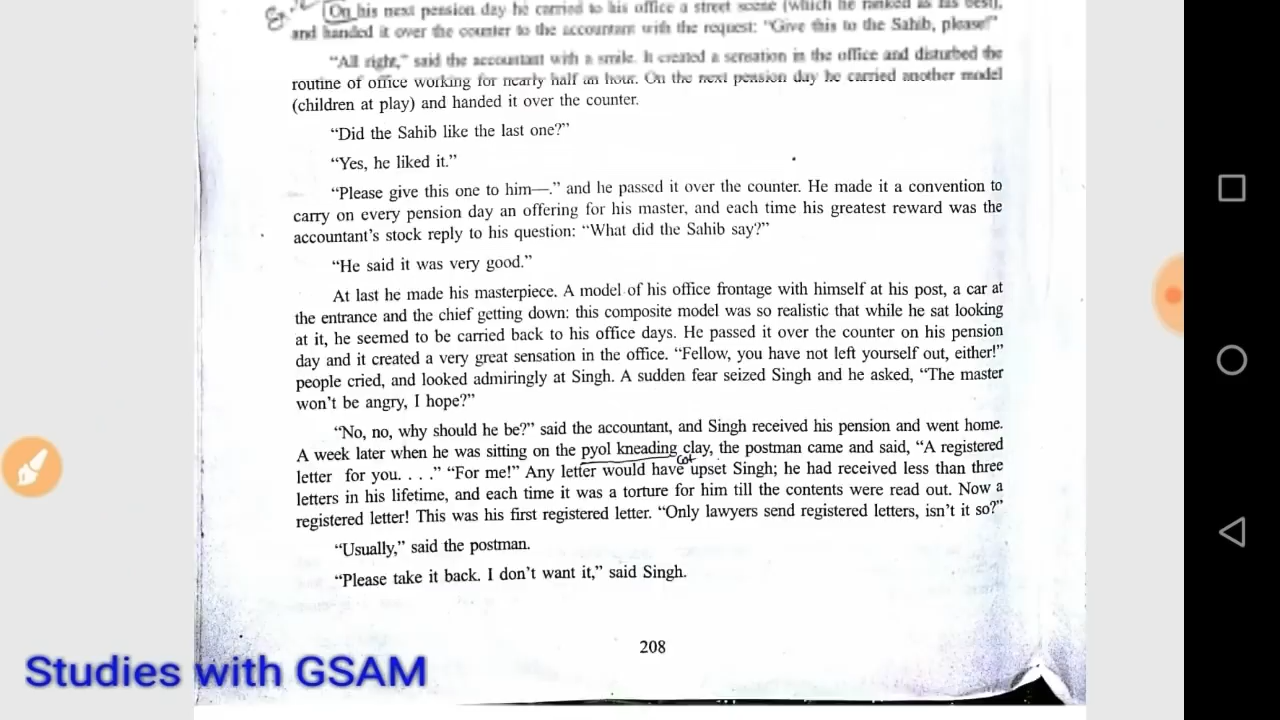 On his next pension day he carried to his office a street scene (which he ranked as his best),
and handed it over the counter to the accountant with the request: “Give this to the Sahib, please!”
“All right,” said the accountant with a smile. It created a sensation in the office and disturbed the
routine of office working for nearly half an hour. On the next pension day he carried another model
(children at play) and handed it over the counter.
“Did the Sahib like the last one?”
“Yes, he liked it.”
“Please give this one to him—.” and he passed it over the counter. He made it a convention to
carry on every pension day an offering for his master, and each time his greatest reward was the
accountant’s stock reply to his question: “What did the Sahib say?”
“He said it was very good.”
At last he made his masterpiece. A model of his office frontage with himself at his post, a car at
the entrance and the chief getting down: this composite model was so realistic that while he sat looking
at it, he seemed to be carried back to his office days. He passed it over the counter on his pension
day and it created a very great sensation in the office. “Fellow, you have not left yourself out, either!”
people cried, and looked admiringly at Singh. A sudden fear seized Singh and he asked, “The master
won’t be angry, I hope?”
“No, no, why should he be?” said the accountant, and Singh received his pension and went home.
A week later when he was sitting on the pyol kneading clay, the postman came and said, “A registered
letter for you. . . .” “For me!” Any letter would have upset Singh; he had received less than three
letters in his lifetime, and each time it was a torture for him till the contents were read out. Now a
registered letter! This was his first registered letter. “Only lawyers send registered letters, isn’t it so?”
“Usually,” said the postman.
“Please take it back. I don’t want it,” said Singh.
208
Studies with GSAM